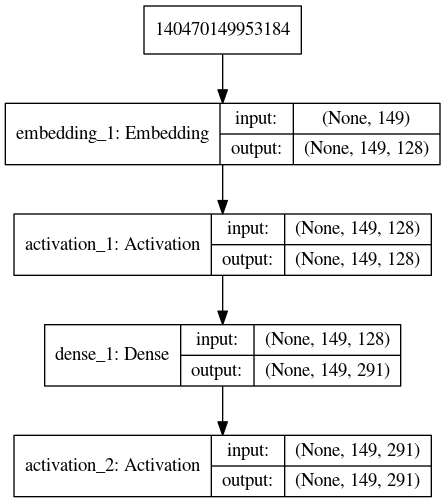 140470149953184
embedding_1: Embedding
input: (None, 149)
output: (None, 149, 128)
activation_1: Activation
input: (None, 149, 128)
output: (None, 149, 128)
dense_1: Dense
input: (None, 149, 128)
output: (None, 149, 291)
activation_2: Activation
input: (None, 149, 291)
output: (None, 149, 291)